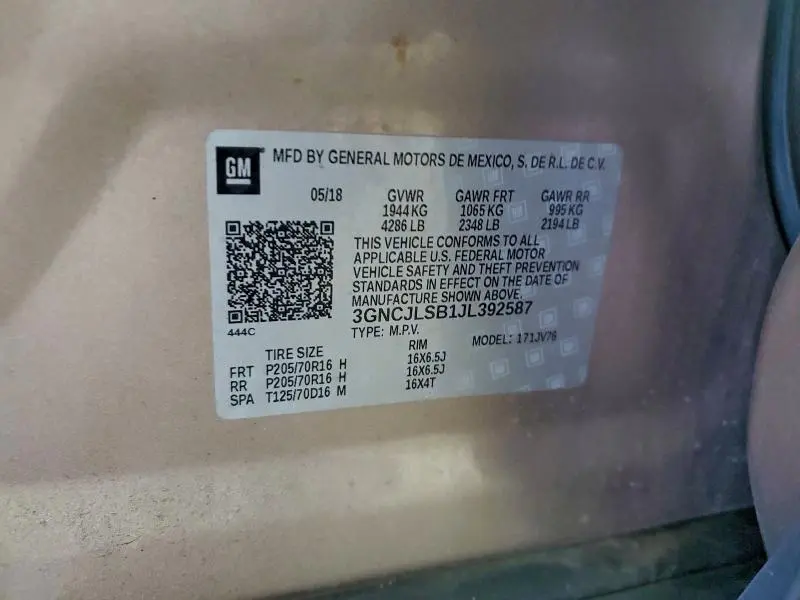 GM MFD BY GENERAL MOTORS DE MEXICO, S. DE R.L. DE C.V.
05/18 GVWR GAWR FRT GAWR RR
1944 KG 1065 KG 995 KG
4286 LB 2348 LB 2194 LB
THIS VEHICLE CONFORMS TO ALL
APPLICABLE U.S. FEDERAL MOTOR
VEHICLE SAFETY AND THEFT PREVENTION
STANDARDS IN EFFECT ON THE DATE OF
MANUFACTURE SHOWN ABOVE.
3GNCJLSB1JL392587
444C
TYPE: M.P.V. MODEL: 171JV76
TIRE SIZE RIM
FRT P205/70R16 H 16X6.5J
RR P205/70R16 H 16X6.5J
SPA T125/70D16 M 16X4T